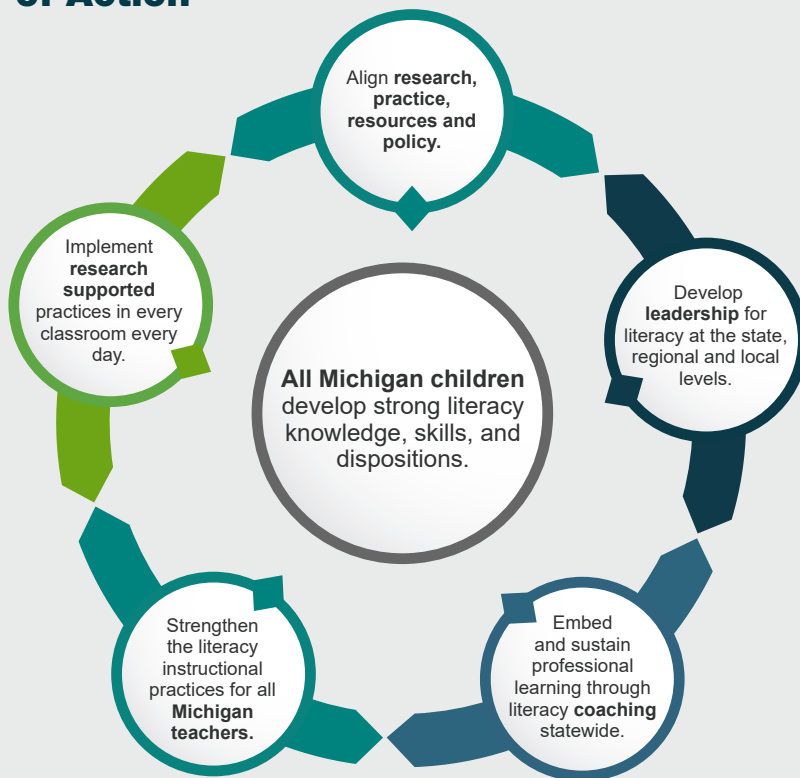 of Action
Align research,
practice,
resources and
policy.
Develop
leadership for
literacy at the state,
regional and local
levels.
Embed
and sustain
professional
learning through
literacy coaching
statewide.
Strengthen
the literacy
instructional
practices for all
Michigan
teachers.
Implement
research
supported
practices in every
classroom every
day.
All Michigan children
develop strong literacy
knowledge, skills, and
dispositions.